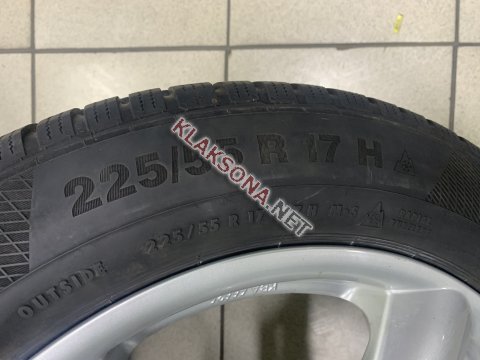 225/55 R 17 H
KLAKSONA.NET
225/55 R 17
M+S
OUTSIDE